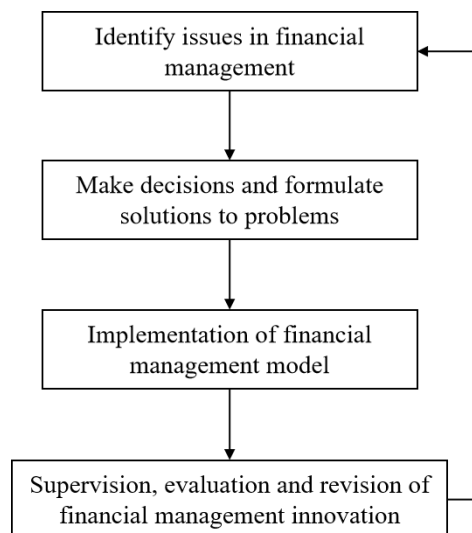 Identify issues in financial
management
Make decisions and formulate
solutions to problems
Implementation of financial
management model
Supervision, evaluation and revision of
financial management innovation